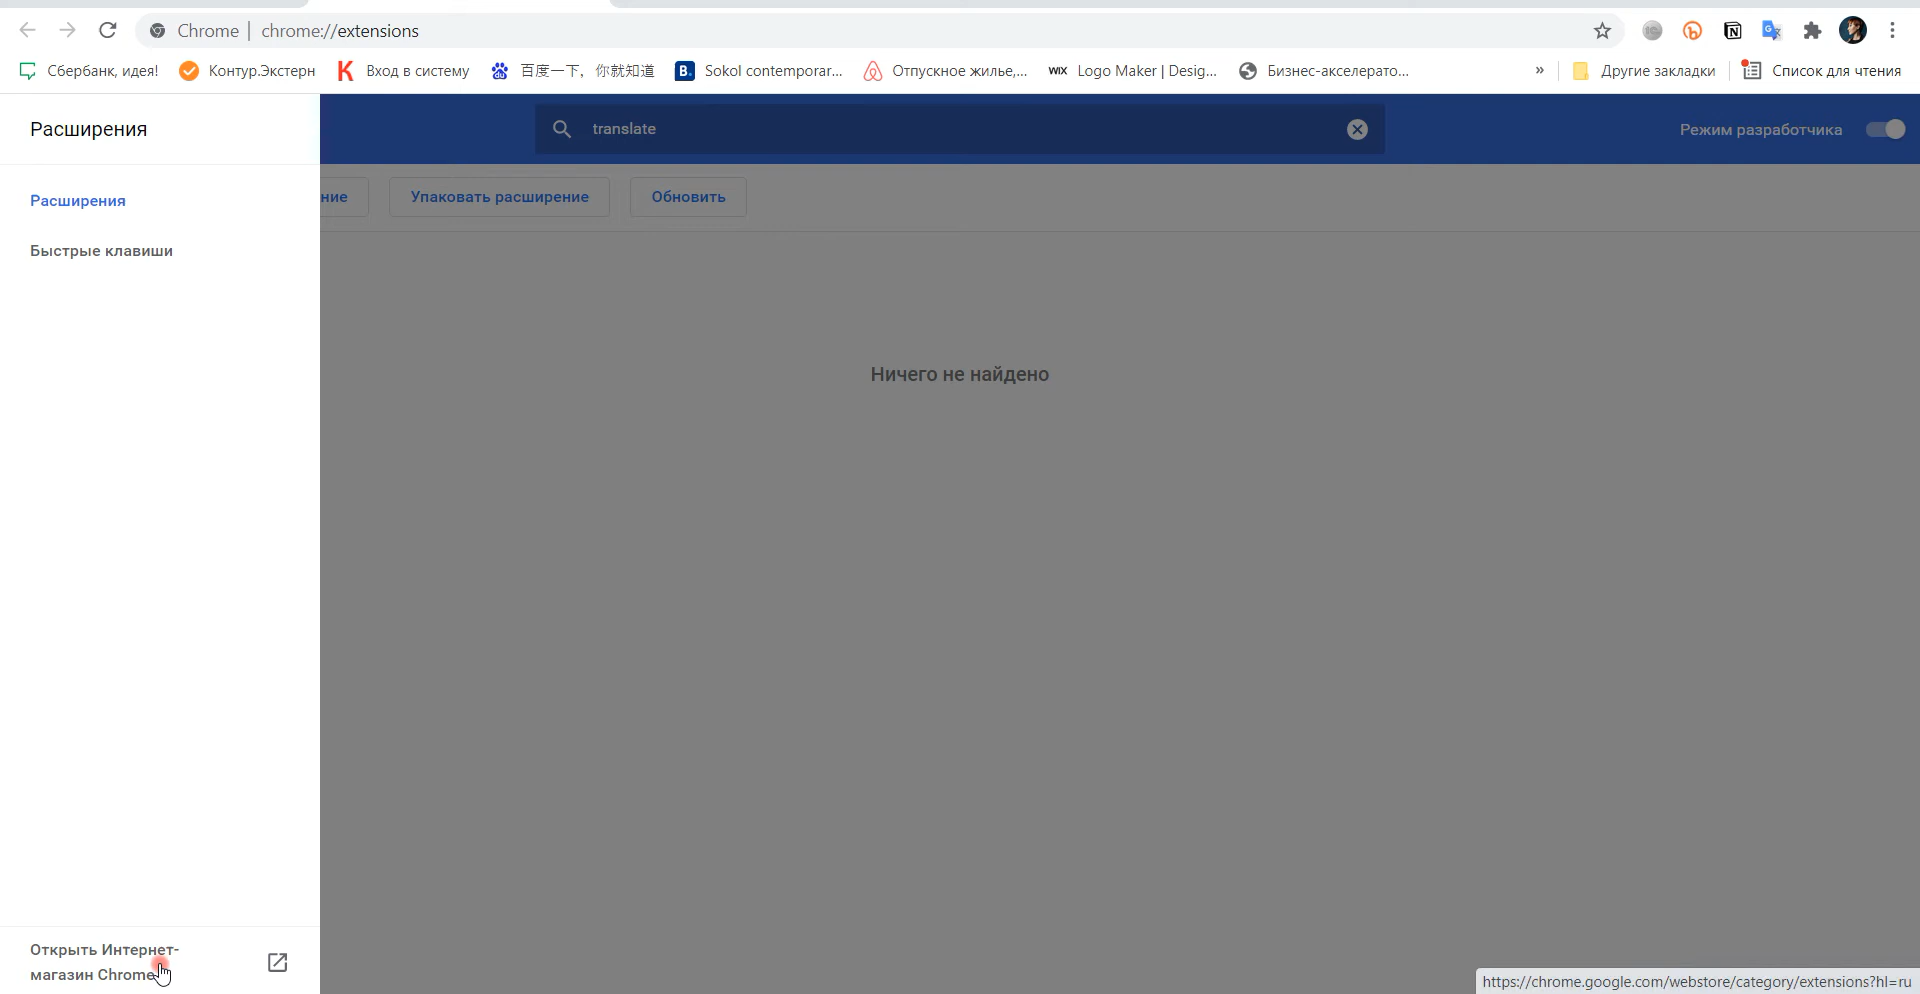 Chrome | chrome://extensions
Сбербанк, идея!
Контур.Экстерн
Вход в систему
百度一下，你就知道
B.
Sokol contemporar...
Отпускное жилье,...
WIX
Logo Maker | Desig...
Бизнес-акселерато...
»
Другие закладки
Список для чтения
Расширения
translate
Режим разработчика
Расширения
ние
Упаковать расширение
Обновить
Быстрые клавиши
Ничего не найдено
Открыть Интернет-
магазин Chrome
https://chrome.google.com/webstore/category/extensions?hl=ru